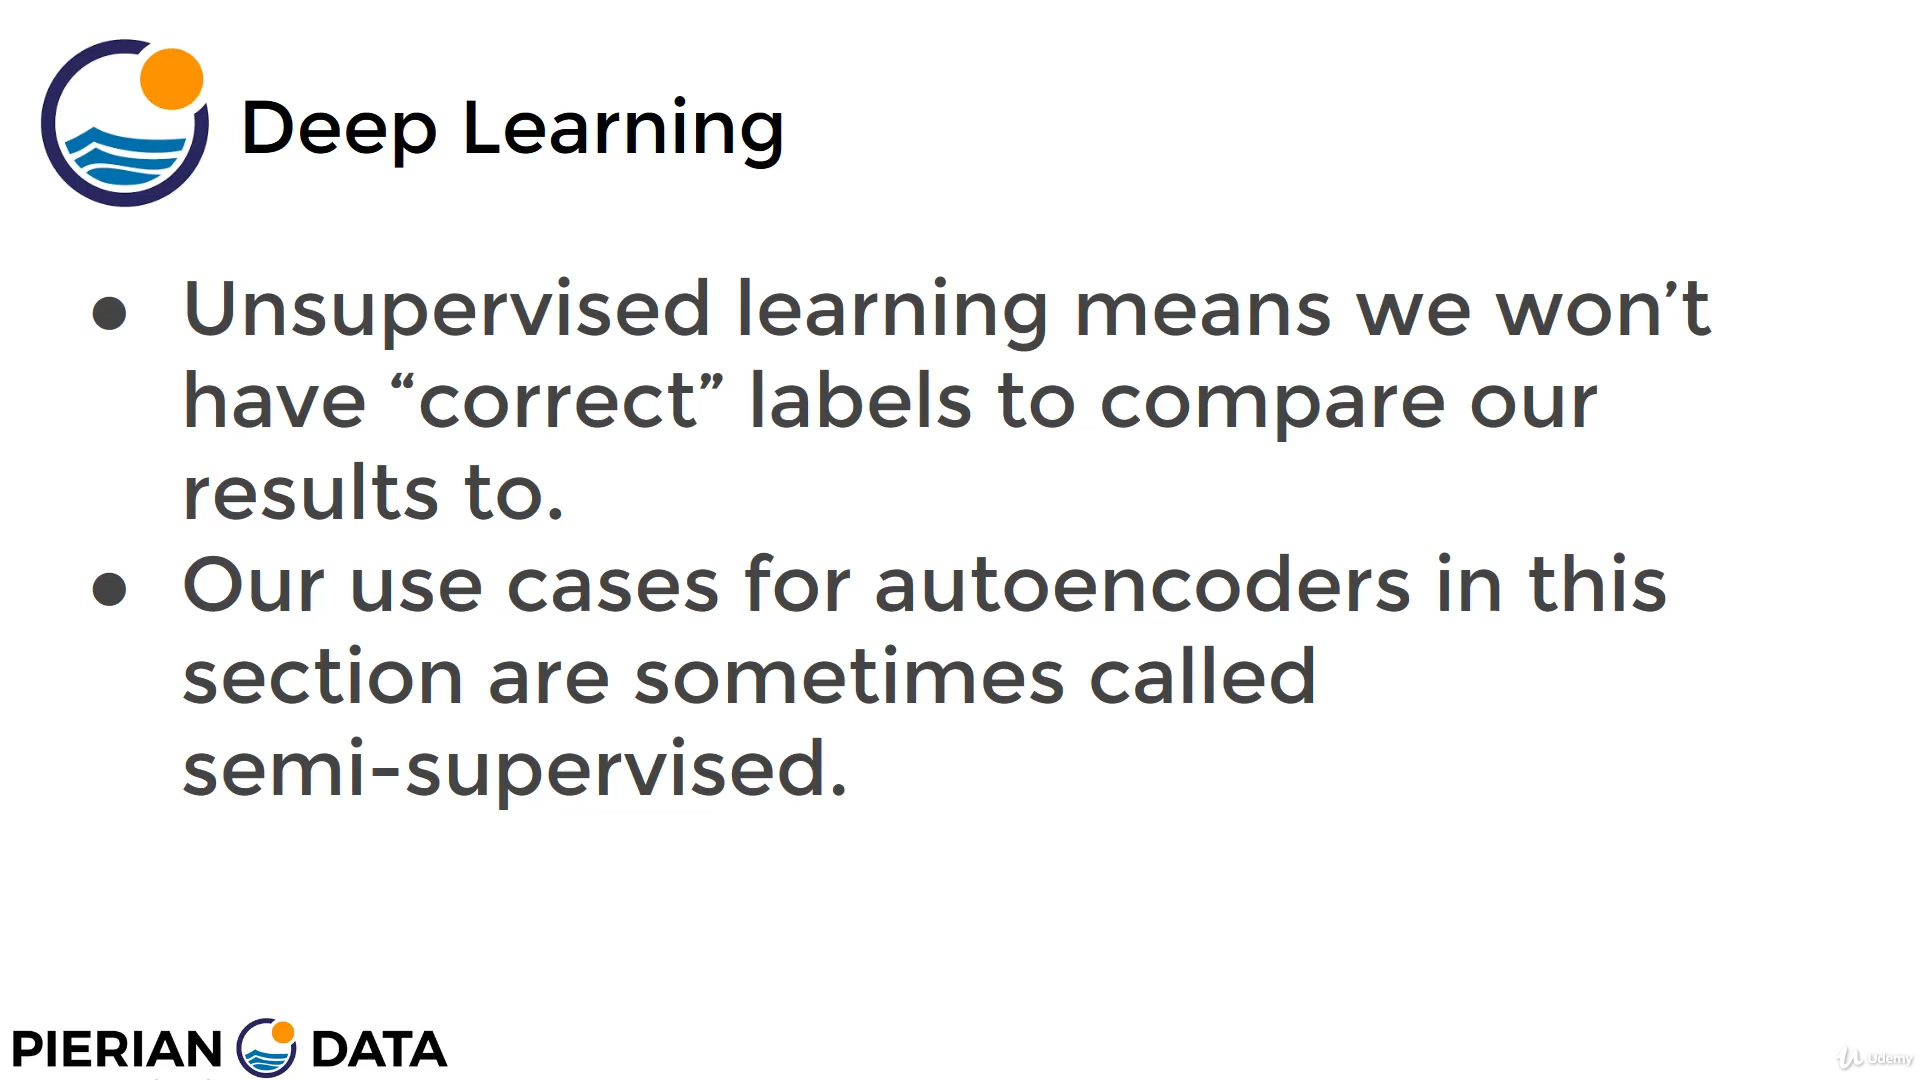 Deep Learning
● Unsupervised learning means we won’t
have “correct” labels to compare our
results to.
● Our use cases for autoencoders in this
section are sometimes called
semi-supervised.
PIERIAN DATA
Udemy